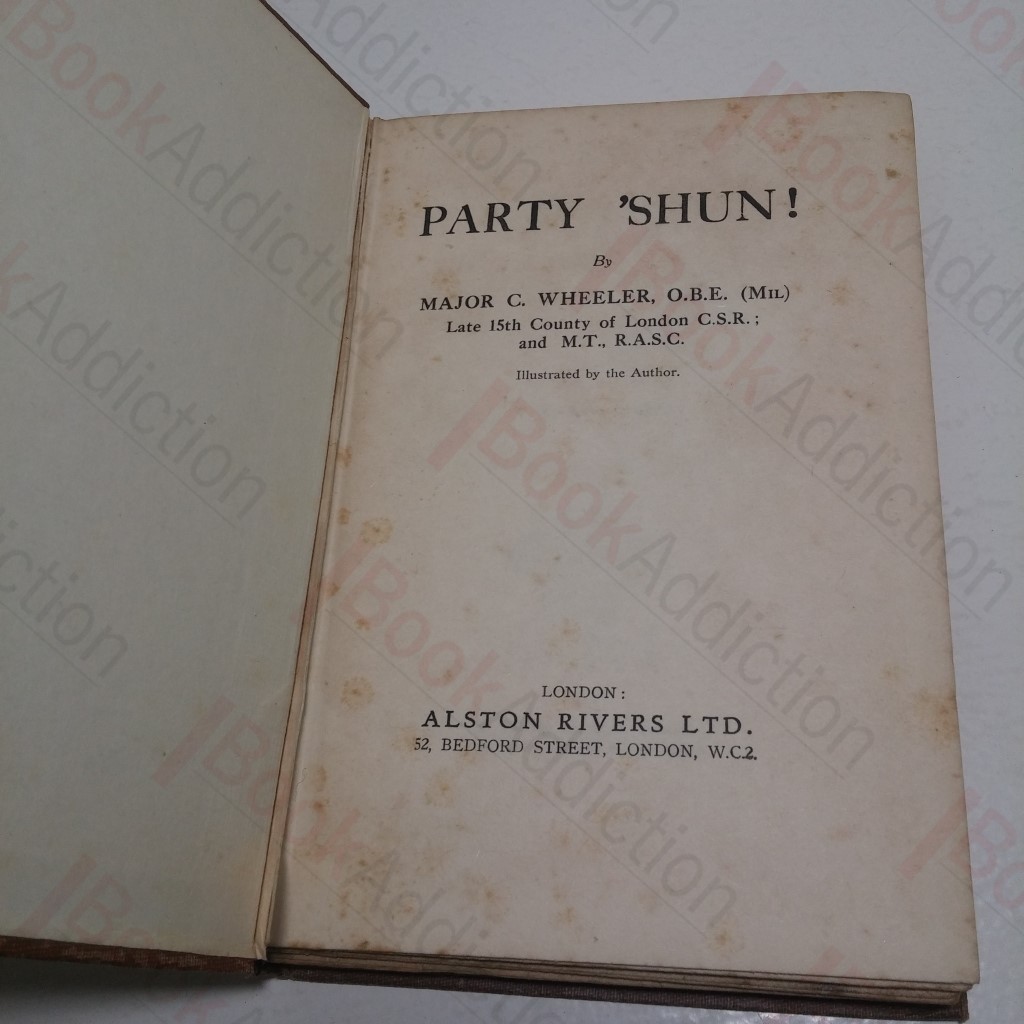 PARTY 'SHUN!
By
MAJOR C. WHEELER, O.B.E. (MIL)
Late 15th County of London C.S.R.;
and M.T., R.A.S.C.
Illustrated by the Author.
LONDON:
ALSTON RIVERS LTD.
52, BEDFORD STREET, LONDON, W.C.2.
BookAddiction